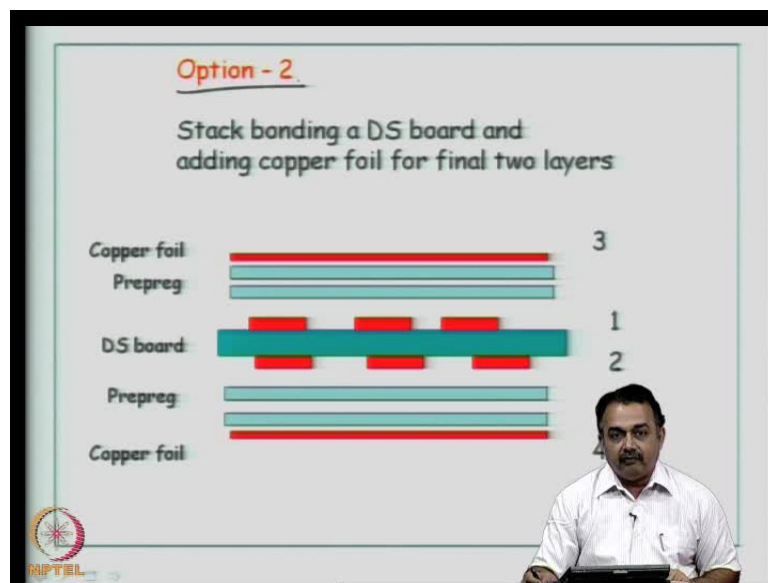 Option - 2
Stack bonding a DS board and
adding copper foil for final two layers
Copper foil
3
Prepreg
1
DS board
2
Prepreg
4
Copper foil
NPTEL